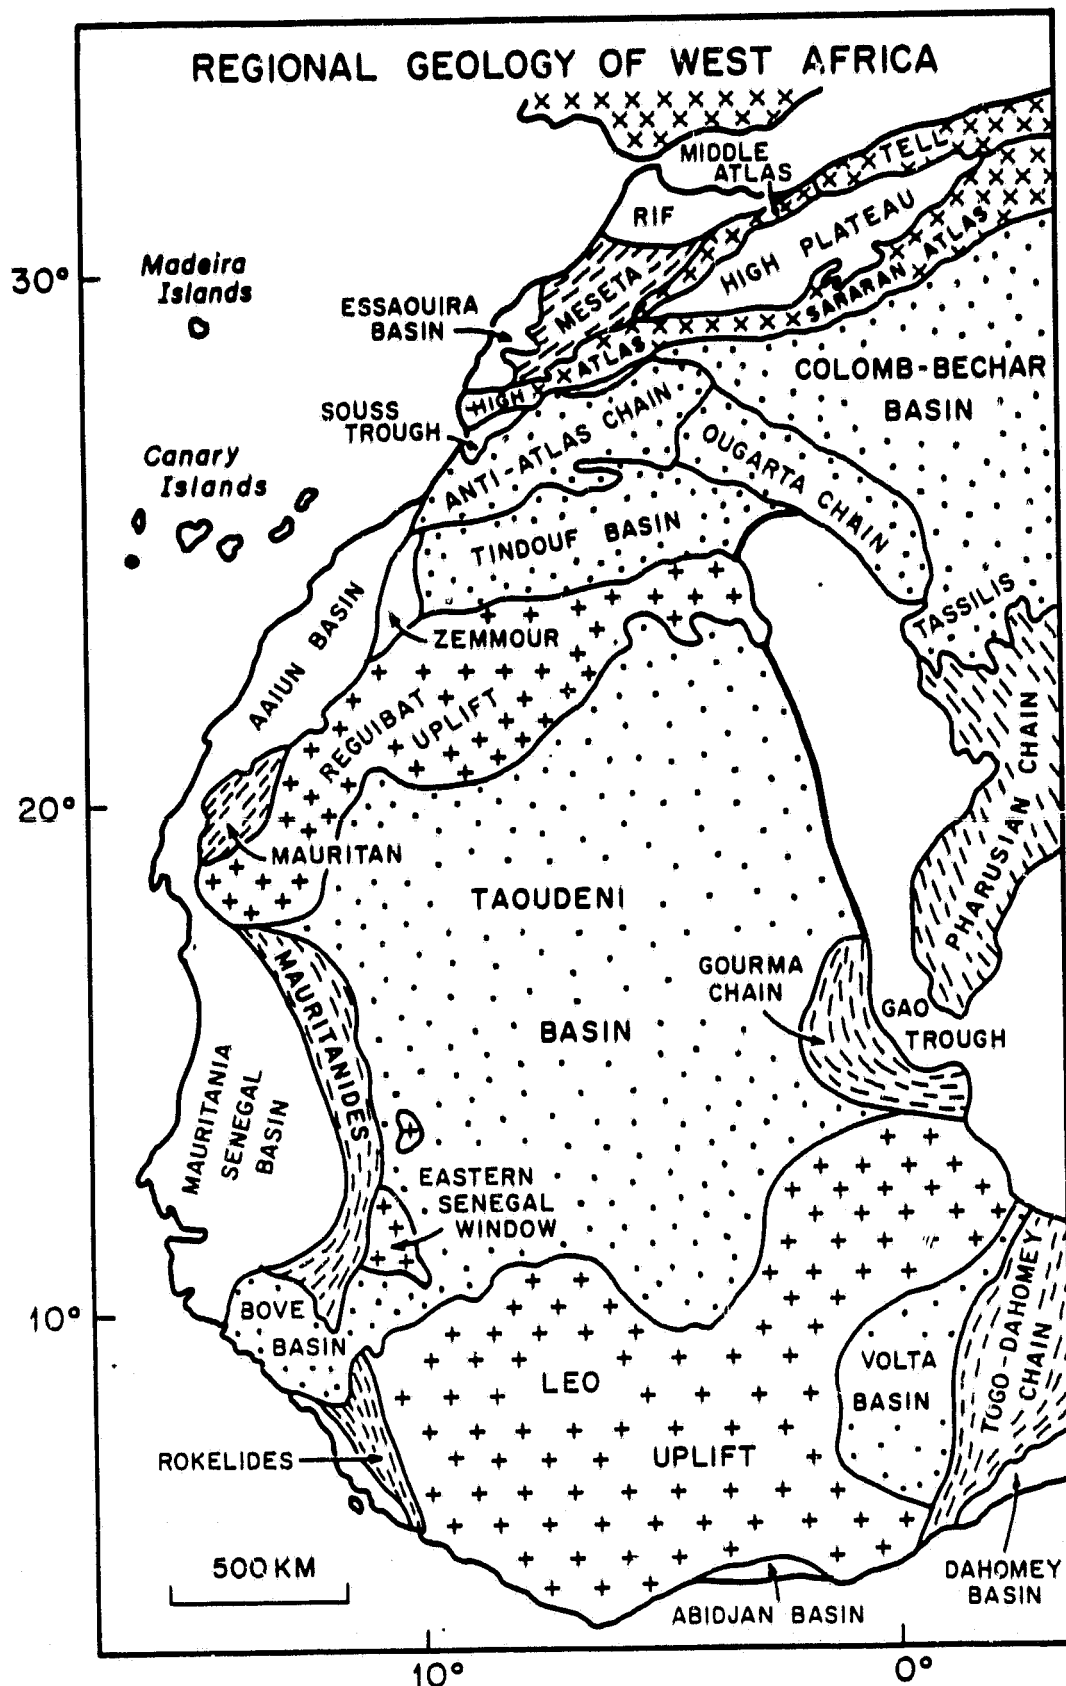 REGIONAL GEOLOGY OF WEST AFRICA
MIDDLE
ATLAS
TELL
RIF
HIGH PLATEAU
SAHARAN ATLAS
30°
Madeira
Islands
ESSAOUIRA
BASIN
MESETA
HIGH ATLAS
COLOMB-BECHAR
BASIN
SOUSS
TROUGH
ANTI-ATLAS CHAIN
OUGARTA CHAIN
Canary
Islands
TINDOUF BASIN
TASSILIS
AAIUN BASIN
ZEMMOUR
REGUIBAT
UPLIFT
PHARUSIAN CHAIN
20°
MAURITAN
TAOUDENI
BASIN
MAURITANIDES
GOURMA
CHAIN
GAO
TROUGH
MAURITANIA
SENEGAL
BASIN
EASTERN
SENEGAL
WINDOW
10°
BOVE
BASIN
LEO
UPLIFT
VOLTA
BASIN
TOGO-DAHOMEY
CHAIN
ROKELIDES
500 KM
ABIDJAN BASIN
DAHOMEY
BASIN
10°
0°